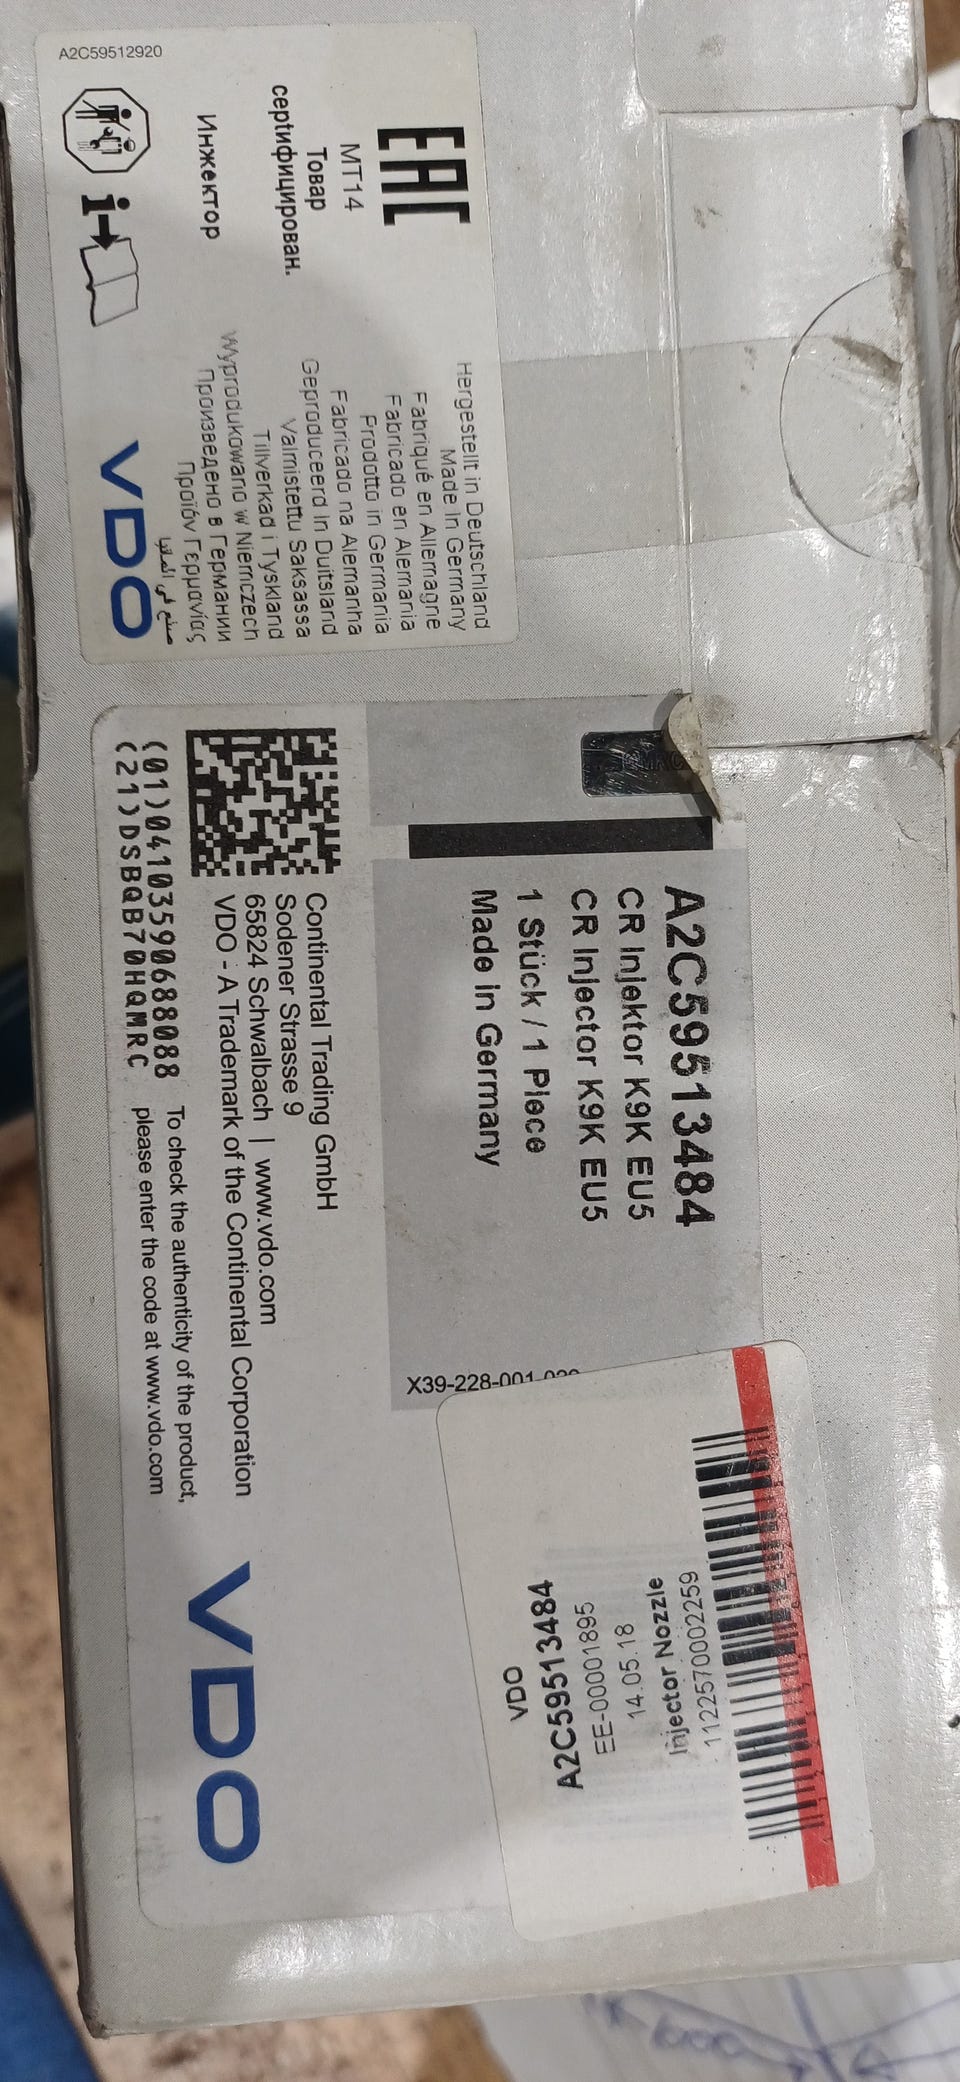 A2C59512920
EAC
MT14
Товар
сертифицирован.
Инжектор
i
Hergestellt in Deutschland
Made in Germany
Fabriqué en Allemagne
Fabricado en Alemania
Prodotto in Germania
Fabricado na Alemanha
Geproduceerd in Duitsland
Valmistettu Saksassa
Tillverkad i Tyskland
Wyprodukowano w Niemczech
Произведено в Германии
Προϊόν Γερμανίας
صنع في ألمانيا
VDO
A2C59513484
CR Injektor K9K EU5
CR Injector K9K EU5
1 Stück / 1 Piece
Made in Germany
X39-228-001
Continental Trading GmbH
Sodener Strasse 9
65824 Schwalbach | www.vdo.com
VDO - A Trademark of the Continental Corporation
(01)04103590688088
(21)DSBQB70HQMRC
To check the authenticity of the product,
please enter the code at www.vdo.com
VDO
1122570002259
Injector Nozzle
14.05.18
EE-00001895
A2C59513484
VDO